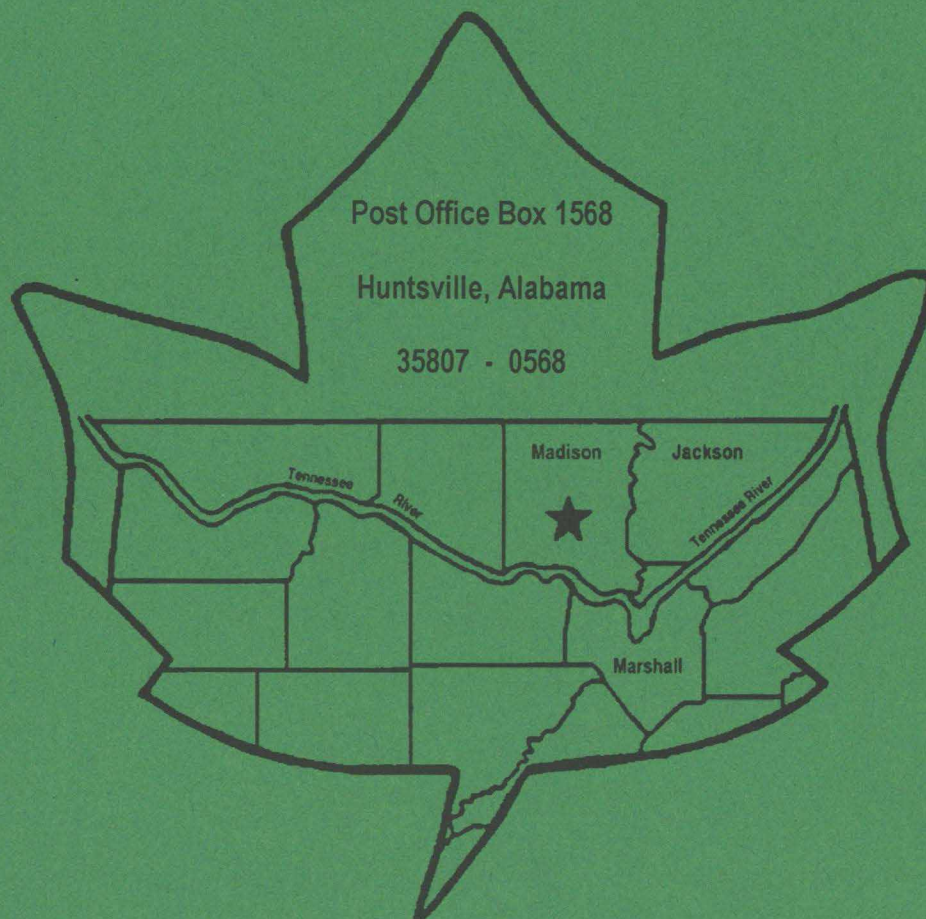 Post Office Box 1568
Huntsville, Alabama
35807 - 0568
Madison
Jackson
Tennessee
River
Tennessee River
Marshall